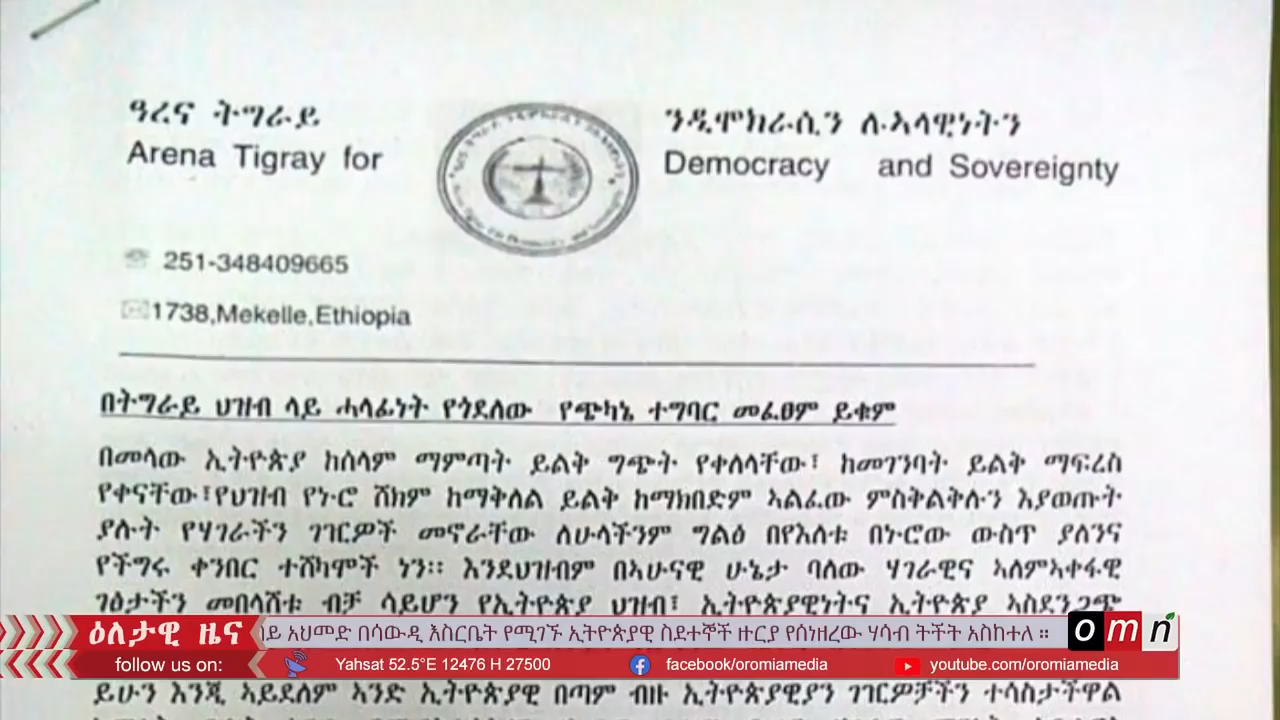 ዓረና ትግራይ
ንዲሞክራሲን ሉኣላዊነትን
Arena Tigray for
Democracy and Sovereignty
251-348409665
1738,Mekelle,Ethiopia
በትግራይ ህዝብ ላይ ሓላፊነት የጎደለው የጭካኔ ተግባር መፈፀም ይቁም
በመላው ኢትዮጵያ ከሰላም ማምጣት ይልቅ ግጭት የቀለላቸው፣ ከመገንባት ይልቅ ማፍረስ
የቀናቸው፣የህዝብ የኑሮ ሸክም ከማቅለል ይልቅ ከማክበድም ኣልፈው ምስቅልቅሉን እያወጡት
ያሉት የሃገራችን ገገርዎች መኖራቸው ለሁላችንም ግልፅ በየእለቱ በኑሮው ውስጥ ያለንና
የችግሩ ቀንበር ተሸካሞች ነን። እንደህዝብም በኣሁናዊ ሁኔታ ባለው ሃገራዊና ኣለምኣቀፋዊ
ገፅታችን መበላሸቱ ብቻ ሳይሆን የኢትዮጵያ ህዝብ፣ ኢትዮጵያዊነትና ኢትዮጵያ ኣስደንጋጭ
ዕለታዊ ዜና
ይ አህመድ በሳውዲ እስርቤት የሚገኙ ኢትዮጵያዊ ስደተኞች ዙርያ የሰነዘረው ሃሳብ ትችት አስከተለ ።
omn
follow us on:
Yahsat 52.5°E 12476 H 27500
facebook/oromiamedia
youtube.com/oromiamedia
ይሁን እንጂ ኣይደለም ኣንድ ኢትዮጵያዊ በጣም ብዙ ኢትዮጵያዊያን ገገርዎቻችን ተሳስታችዋል